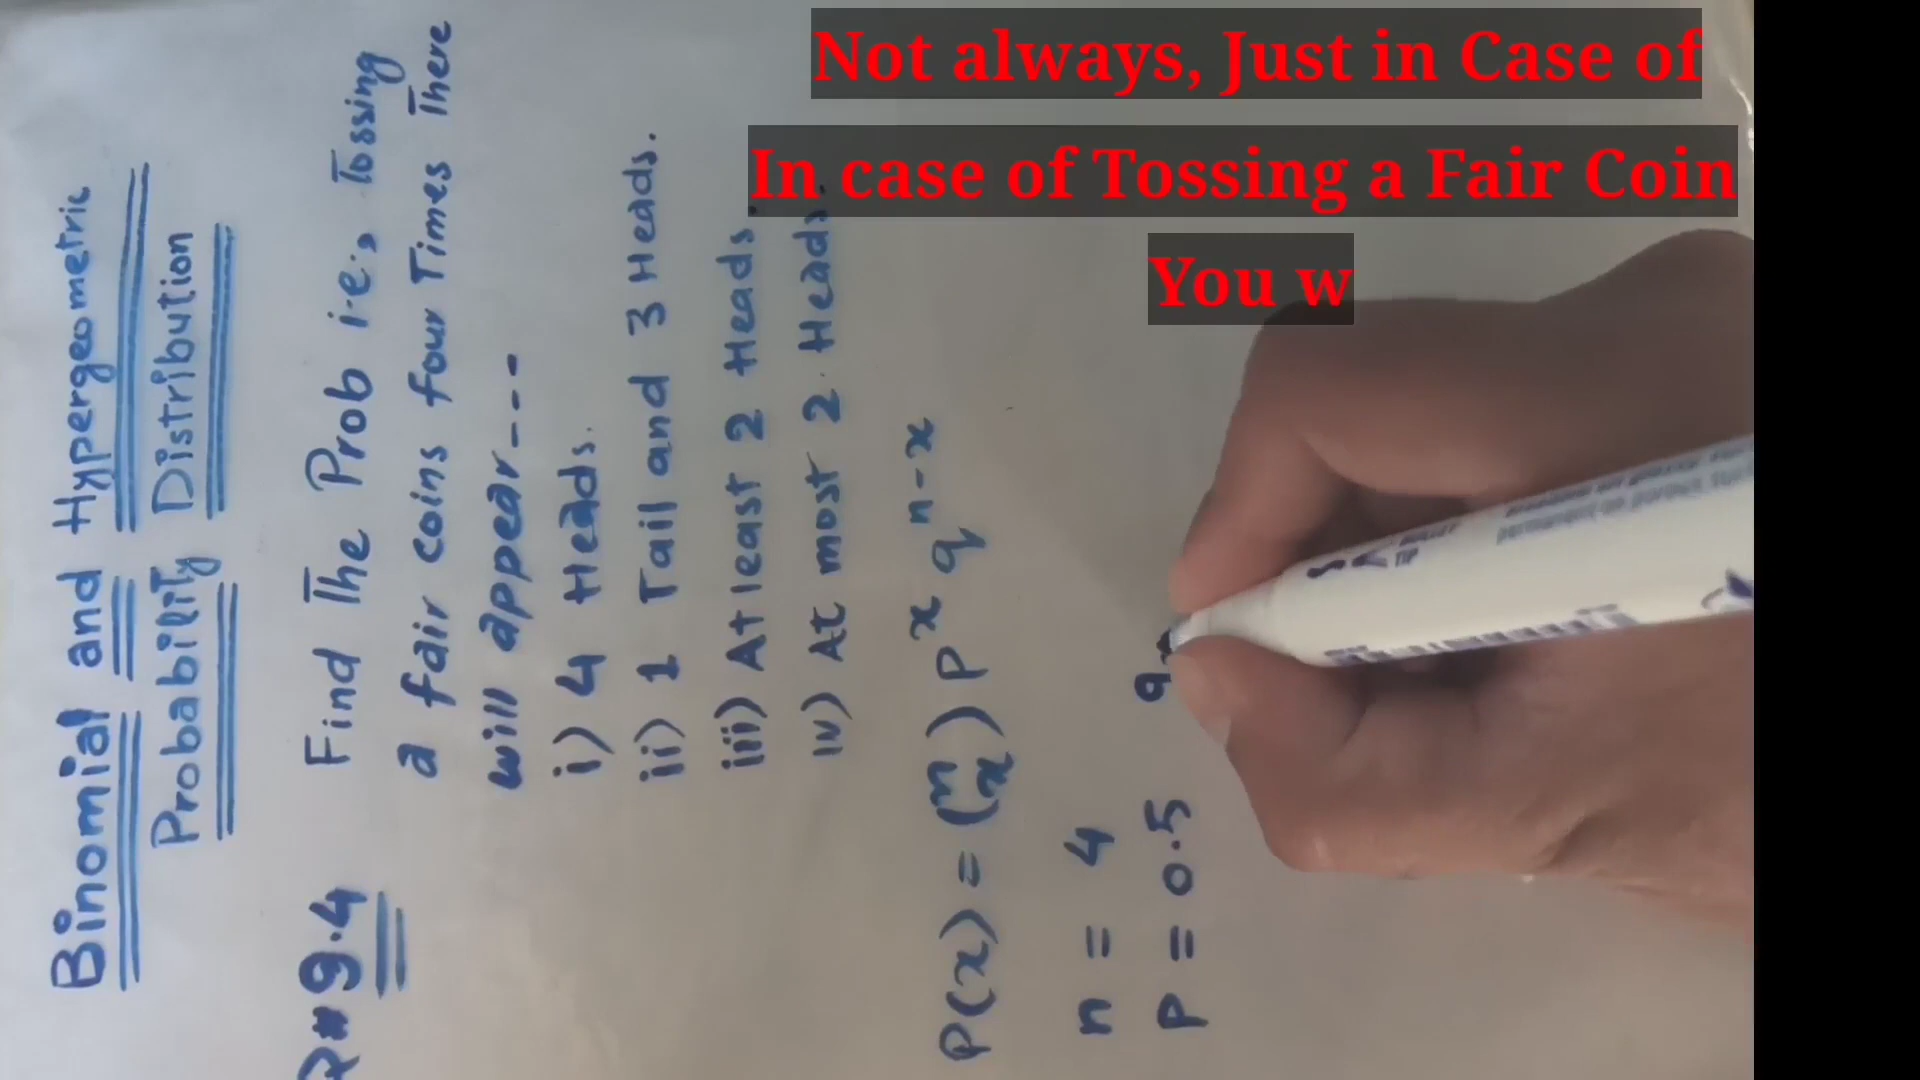 Not always, Just in Case of
In case of Tossing a Fair Coin
You w
Binomial and Hypergeometric
Probability Distribution
Q# 9.4 Find The Prob i.e., Tossing
a fair coins four Times There
will appear----
i) 4 Heads.
ii) 1 Tail and 3 Heads.
iii) Atleast 2 Heads.
iv) At most 2 Heads.
P(x) = (n x) p^x q^n-x
n = 4
P = 0.5 q
TIP